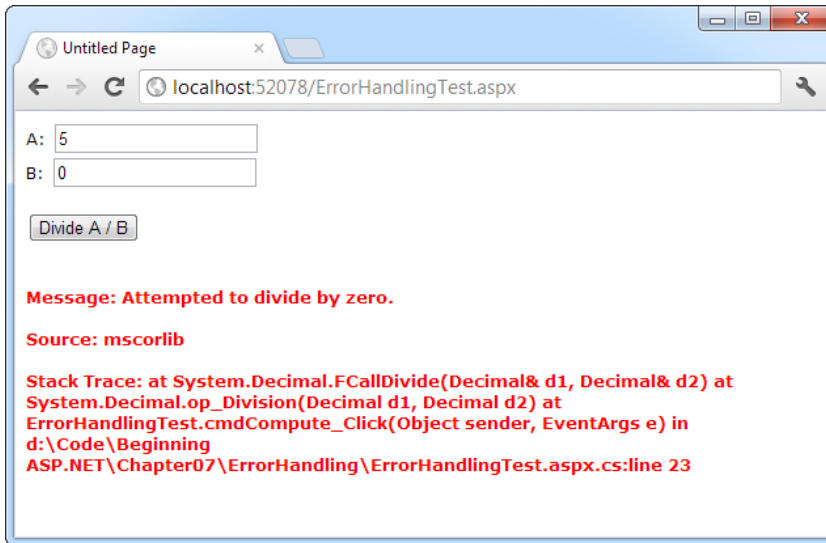 Untitled Page
localhost:52078/ErrorHandlingTest.aspx
A: 5
B: 0
Divide A / B
Message: Attempted to divide by zero.
Source: mscorlib
Stack Trace: at System.Decimal.FCallDivide(Decimal& d1, Decimal& d2) at
System.Decimal.op_Division(Decimal d1, Decimal d2) at
ErrorHandlingTest.cmdCompute_Click(Object sender, EventArgs e) in
d:\Code\Beginning
ASP.NET\Chapter07\ErrorHandling\ErrorHandlingTest.aspx.cs:line 23